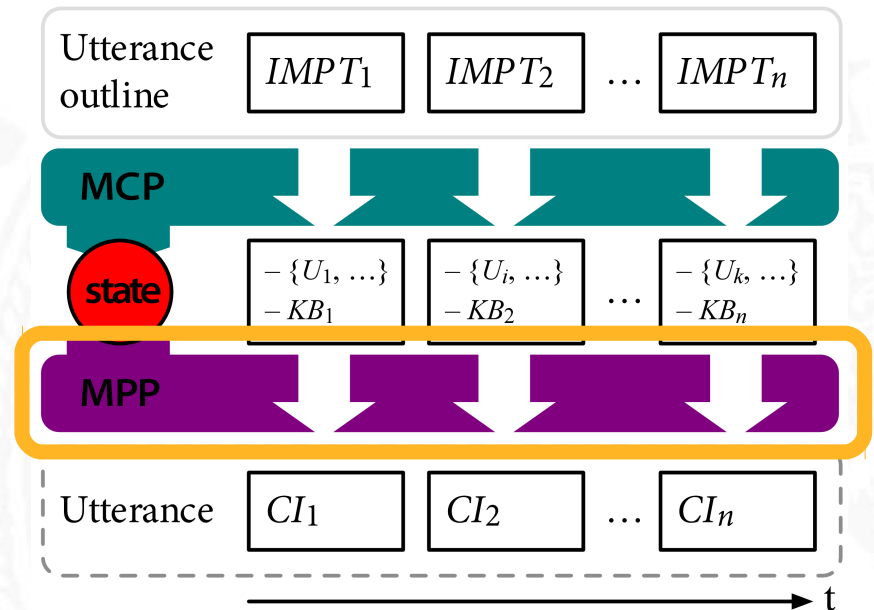 Utterance
outline
IMPT₁ IMPT₂ … IMPTₙ
MCP
state
– {U₁, …} – {Uᵢ, …} … – {Uₖ, …}
– KB₁ – KB₂ – KBₙ
MPP
Utterance CI₁ CI₂ … CIₙ
t